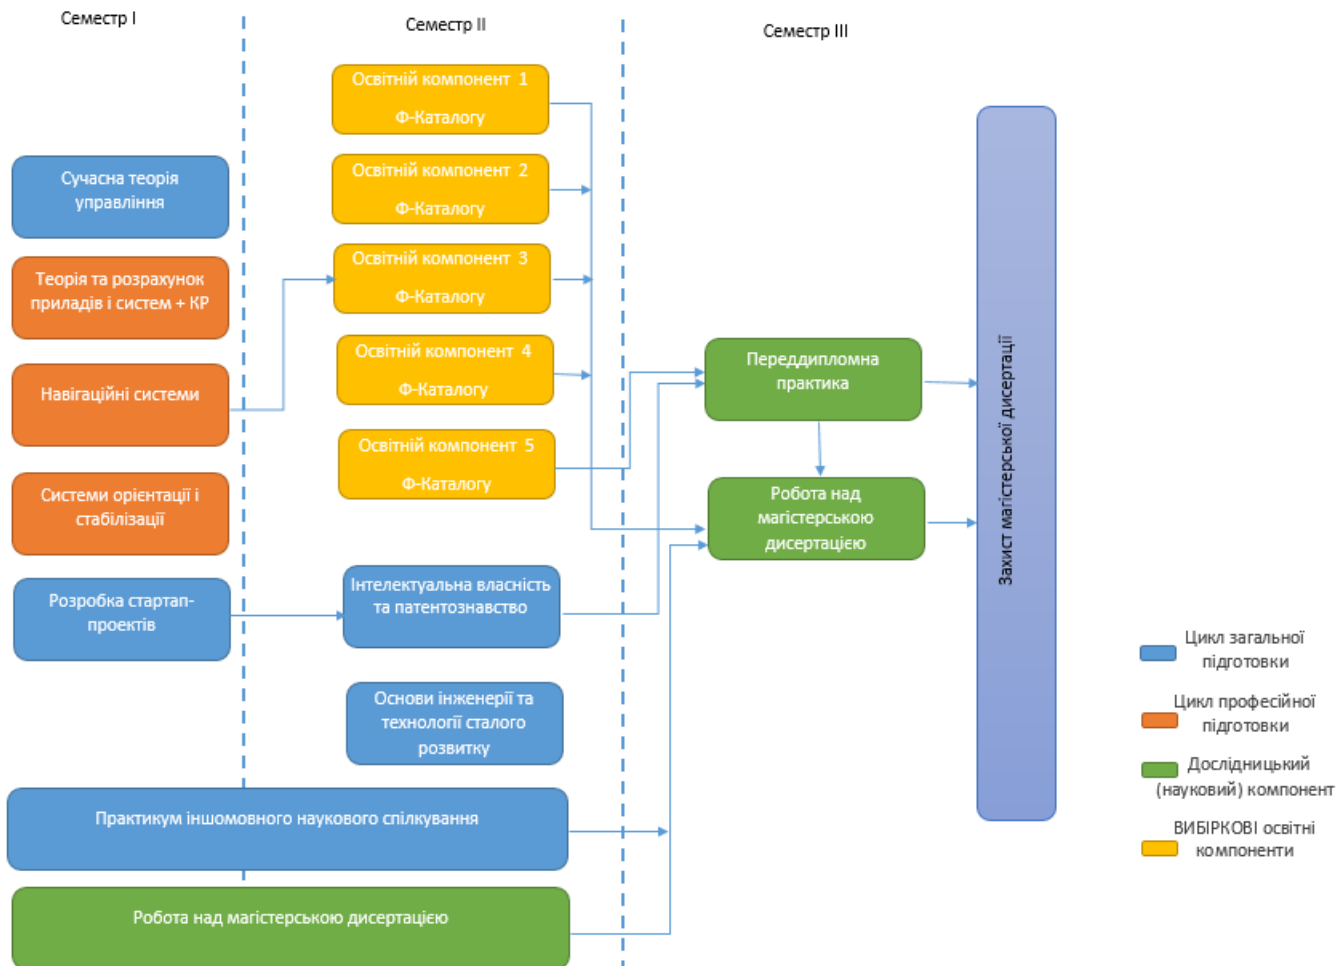 Семестр I
Семестр II
Семестр III
Сучасна теорія
управління
Теорія та розрахунок
приладів і систем + КР
Навігаційні системи
Системи орієнтації і
стабілізації
Розробка стартап-
проектів
Освітній компонент 1
Ф-Каталогу
Освітній компонент 2
Ф-Каталогу
Освітній компонент 3
Ф-Каталогу
Освітній компонент 4
Ф-Каталогу
Освітній компонент 5
Ф-Каталогу
Інтелектуальна власність
та патентознавство
Основи інженерії та
технології сталого
розвитку
Практикум іншомовного наукового спілкування
Робота над магістерською дисертацією
Переддипломна
практика
Робота над
магістерською
дисертацією
Захист магістерської дисертації
Цикл загальної
підготовки
Цикл професійної
підготовки
Дослідницький
(науковий) компонент
ВИБІРКОВІ освітні
компоненти